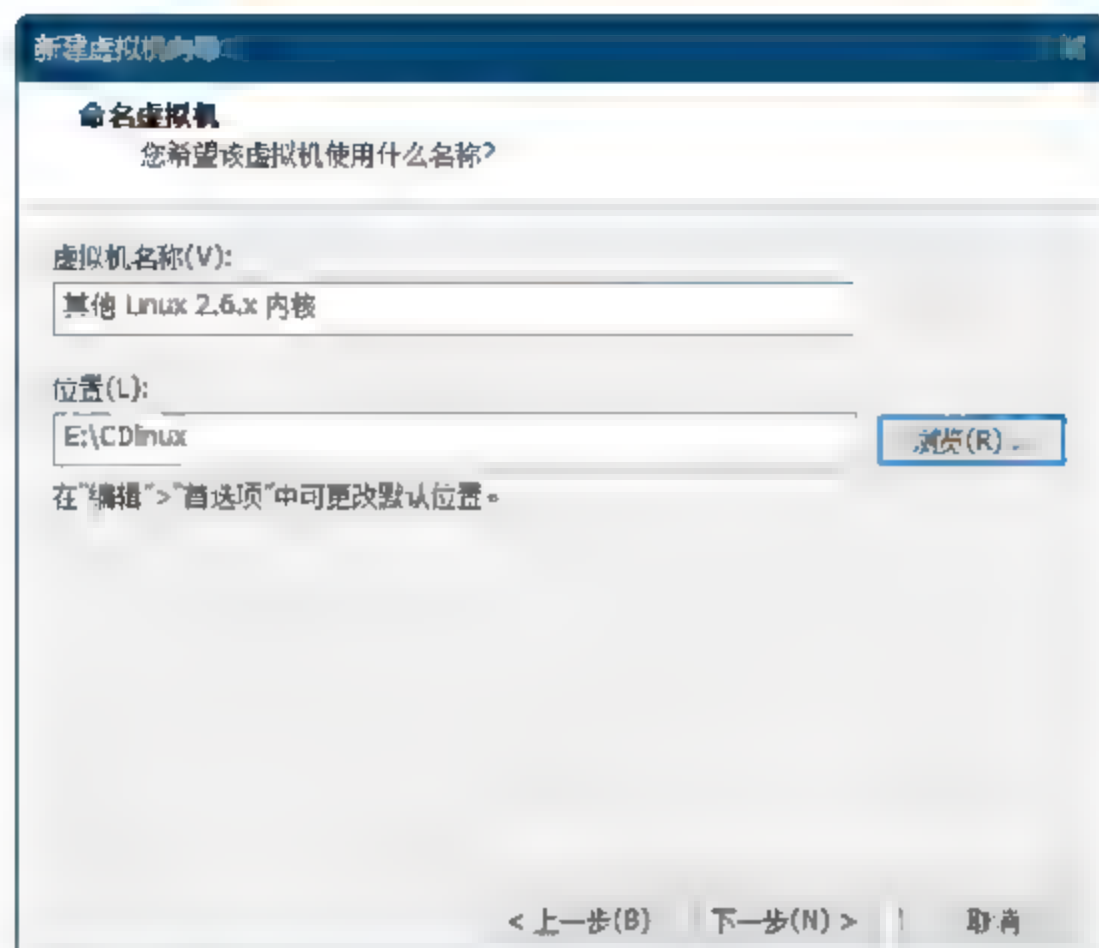 新建虚拟机向导
命名虚拟机
您希望该虚拟机使用什么名称?
虚拟机名称(V):
其他 Linux 2.6.x 内核
位置(L):
E:\CDlinux
浏览(R)...
在"编辑">"首选项"中可更改默认位置。
< 上一步(B)
下一步(N) >
取消